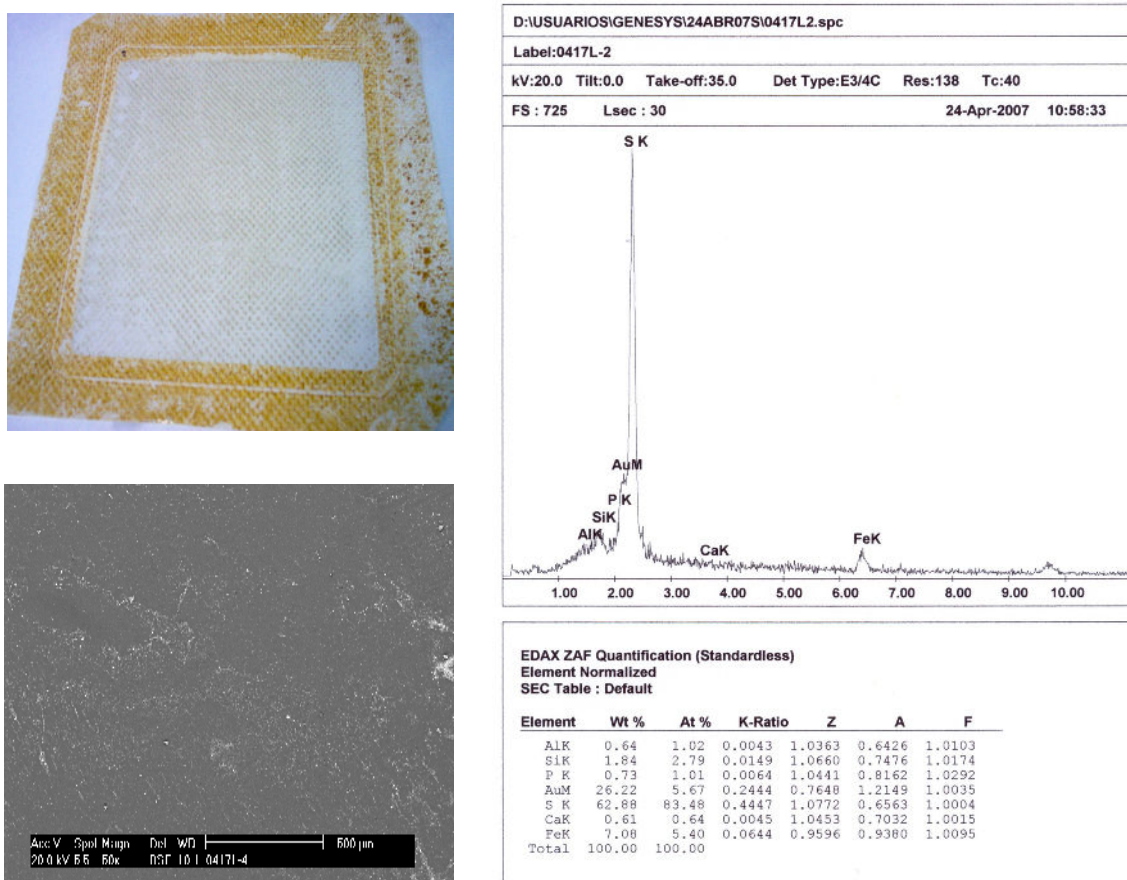 D:\USUARIOS\GENESYS\24ABR07S\0417L2.spc
Label:0417L-2
kV:20.0 Tilt:0.0 Take-off:35.0 Det Type:E3/4C Res:138 Tc:40
FS : 725 Lsec : 30 24-Apr-2007 10:58:33
S K
AuM
P K
SiK
AlK
CaK
FeK
1.00 2.00 3.00 4.00 5.00 6.00 7.00 8.00 9.00 10.00
EDAX ZAF Quantification (Standardless)
Element Normalized
SEC Table : Default
Element Wt % At % K-Ratio Z A F
AlK 0.64 1.02 0.0043 1.0363 0.6426 1.0103
SiK 1.84 2.79 0.0149 1.0660 0.7476 1.0174
P K 0.73 1.01 0.0064 1.0441 0.8162 1.0292
AuM 26.22 5.67 0.2444 0.7648 1.2149 1.0035
S K 62.88 83.48 0.4447 1.0772 0.6563 1.0004
CaK 0.61 0.64 0.0045 1.0453 0.7032 1.0015
FeK 7.08 5.40 0.0644 0.9596 0.9380 1.0095
Total 100.00 100.00
Acc.V Spot Magn Det WD 500 µm
20.0 kV 50x BSE 0417L-4